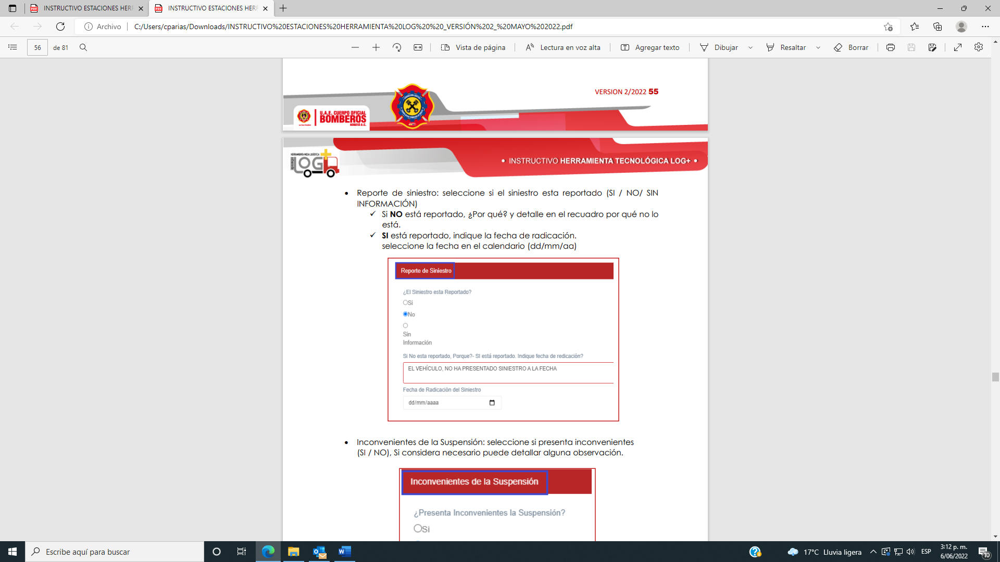 INSTRUCTIVO ESTACIONES HERR
INSTRUCTIVO ESTACIONES HERR
Archivo
C:/Users/cparias/Downloads/INSTRUCTIVO%20ESTACIONES%20HERRAMIENTA%20LOG%20%20_VERSIÓN%202_%20MAYO%202022.pdf
56 de 81
Vista de página
Lectura en voz alta
Agregar texto
Dibujar
Resaltar
Borrar
VERSION 2/2022 55
U.A.E. CUERPO OFICIAL
BOMBEROS
BOGOTÁ D.C.
HERRAMIENTA MESA LOGÍSTICA
LOG
• INSTRUCTIVO HERRAMIENTA TECNOLÓGICA LOG+ •
• Reporte de siniestro: seleccione si el siniestro esta reportado (SI / NO/ SIN
INFORMACIÓN)
✓ Si NO está reportado, ¿Por qué? y detalle en el recuadro por qué no lo
está.
✓ SI está reportado, indique la fecha de radicación.
seleccione la fecha en el calendario (dd/mm/aa)
Reporte de Siniestro
¿El Siniestro esta Reportado?
Si
No
Sin
Información
Si No esta reportado, Porque?- SI está reportado. Indique fecha de redicación?
EL VEHÍCULO, NO HA PRESENTADO SINIESTRO A LA FECHA
Fecha de Radicación del Siniestro
dd/mm/aaaa
• Inconvenientes de la Suspensión: seleccione si presenta inconvenientes
(SI / NO), Si considera necesario puede detallar alguna observación.
Inconvenientes de la Suspensión
¿Presenta Inconvenientes la Suspensión?
Si
Escribe aquí para buscar
17°C Lluvia ligera
ESP
3:12 p. m.
6/06/2022
10